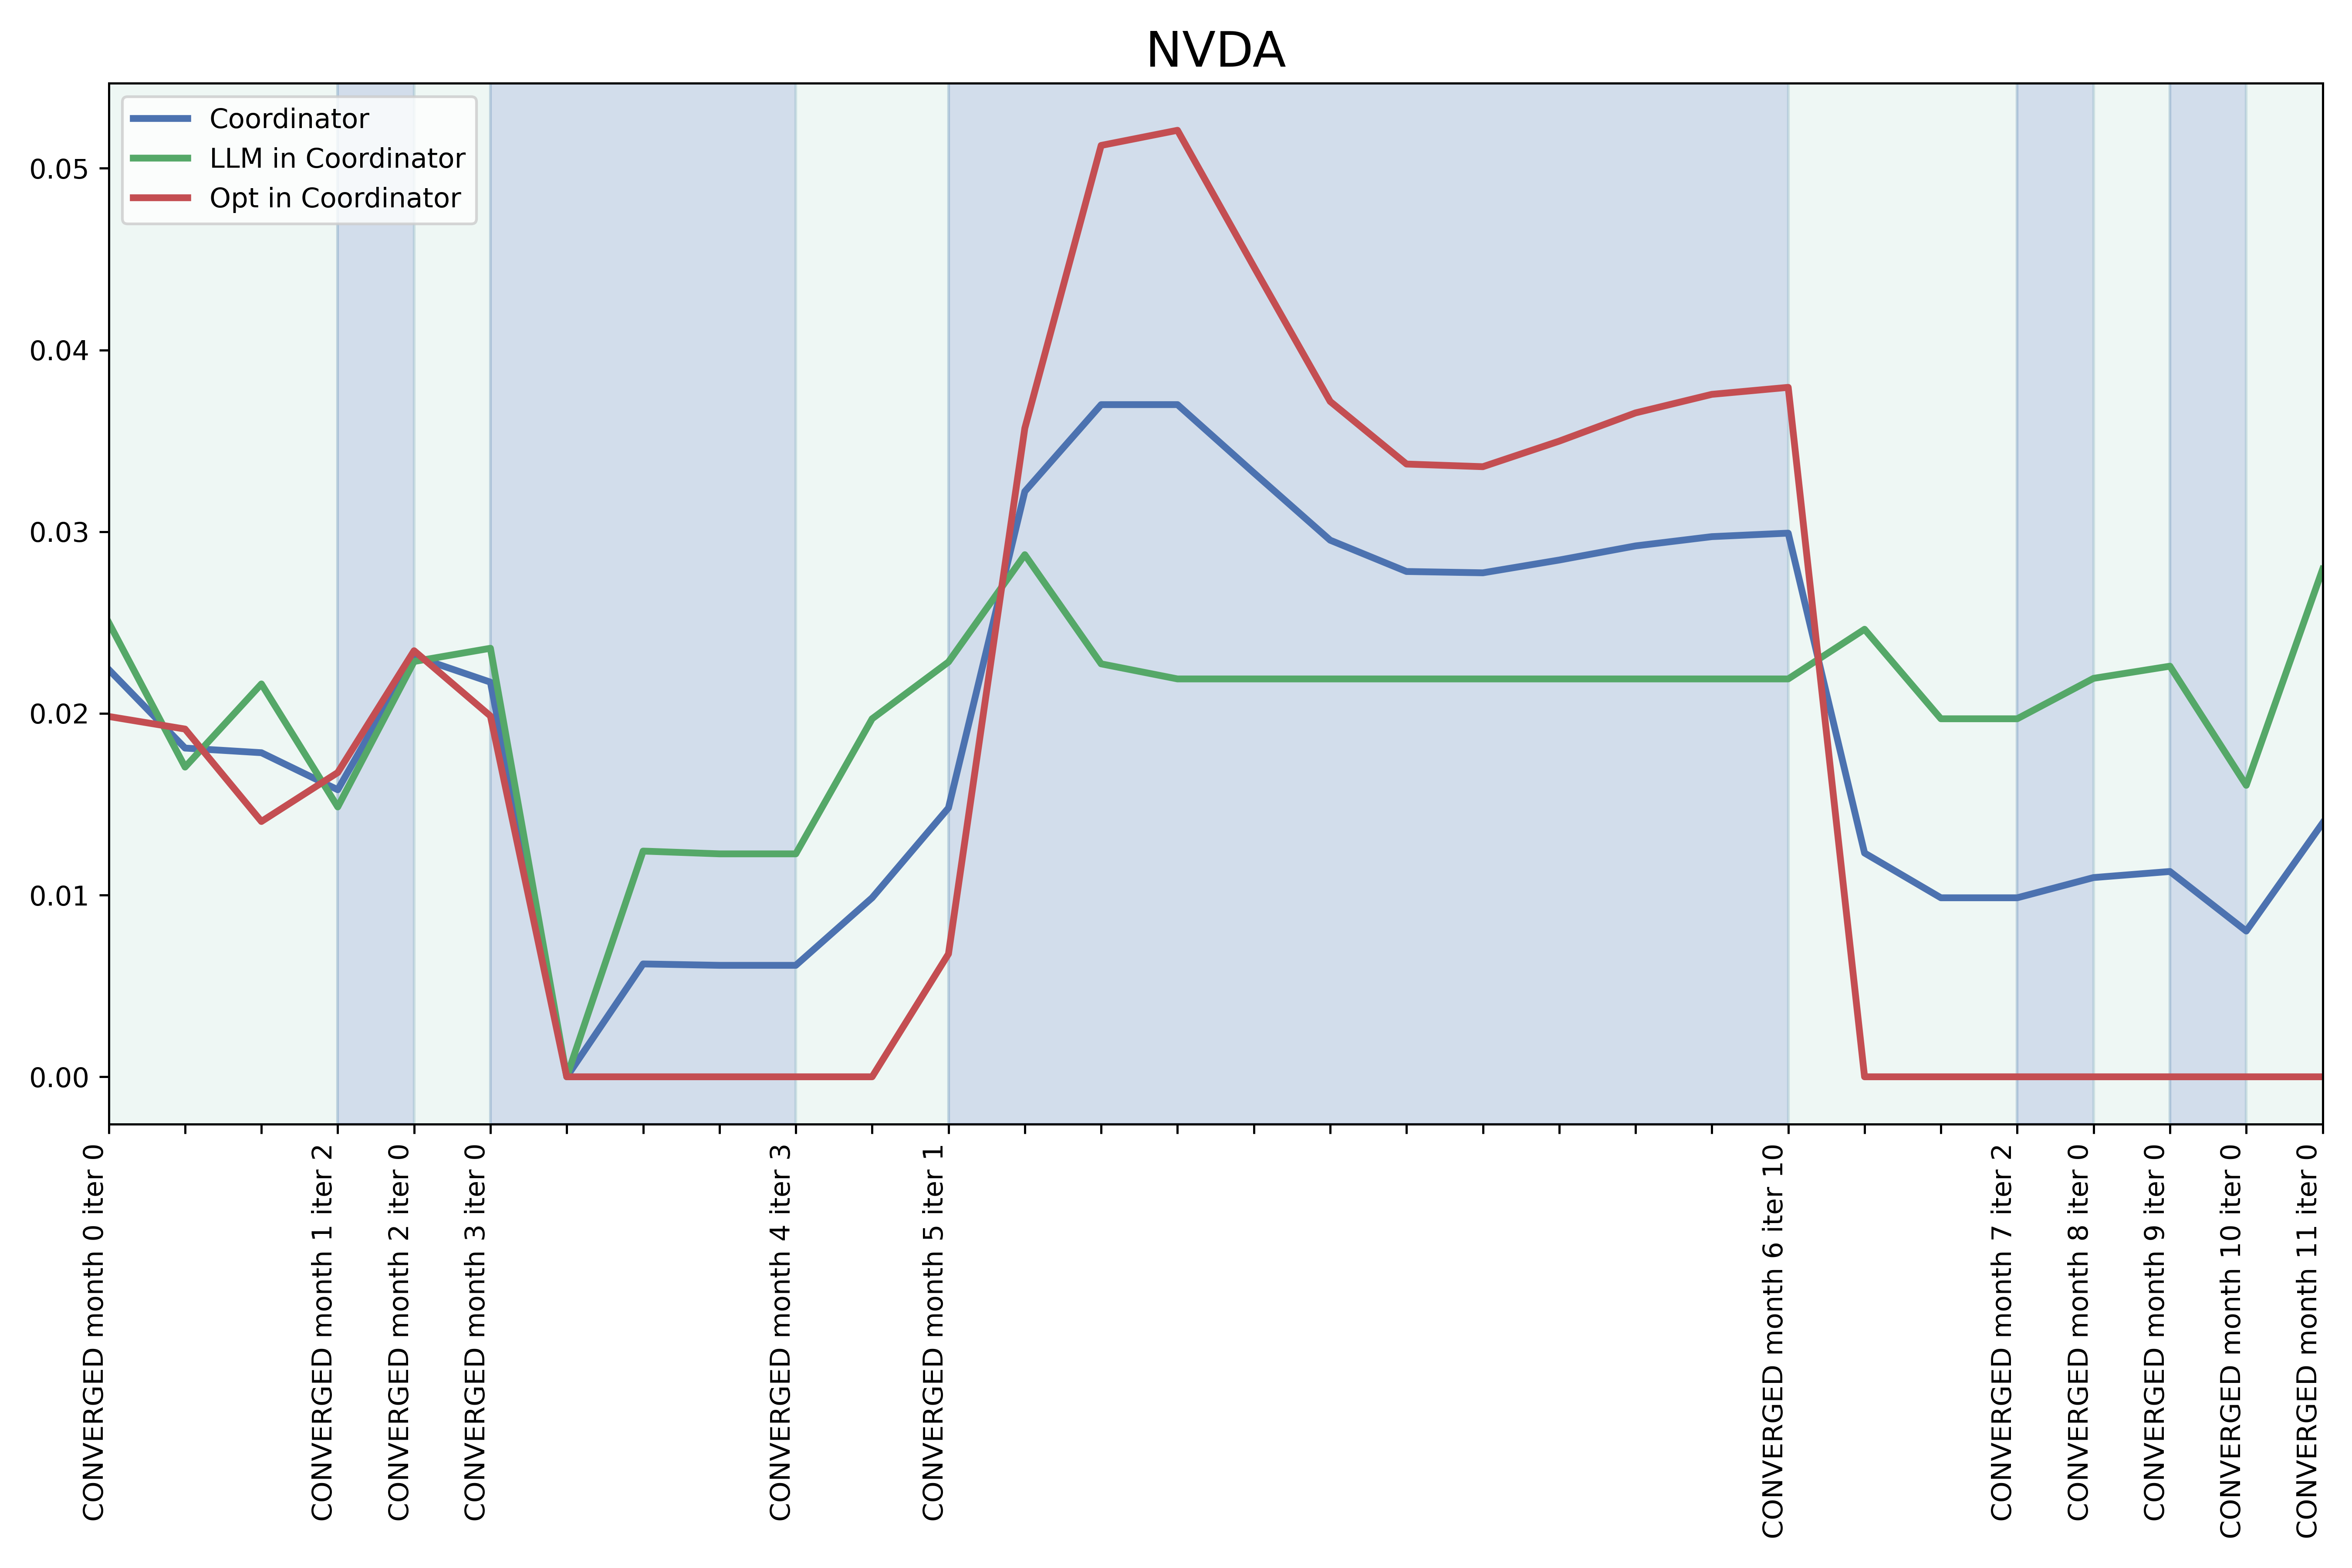 NVDA
Coordinator
LLM in Coordinator
Opt in Coordinator
0.05
0.04
0.03
0.02
0.01
0.00
CONVERGED month 0 iter 0
CONVERGED month 1 iter 2
CONVERGED month 2 iter 0
CONVERGED month 3 iter 0
CONVERGED month 4 iter 3
CONVERGED month 5 iter 1
CONVERGED month 6 iter 10
CONVERGED month 7 iter 2
CONVERGED month 8 iter 0
CONVERGED month 9 iter 0
CONVERGED month 10 iter 0
CONVERGED month 11 iter 0